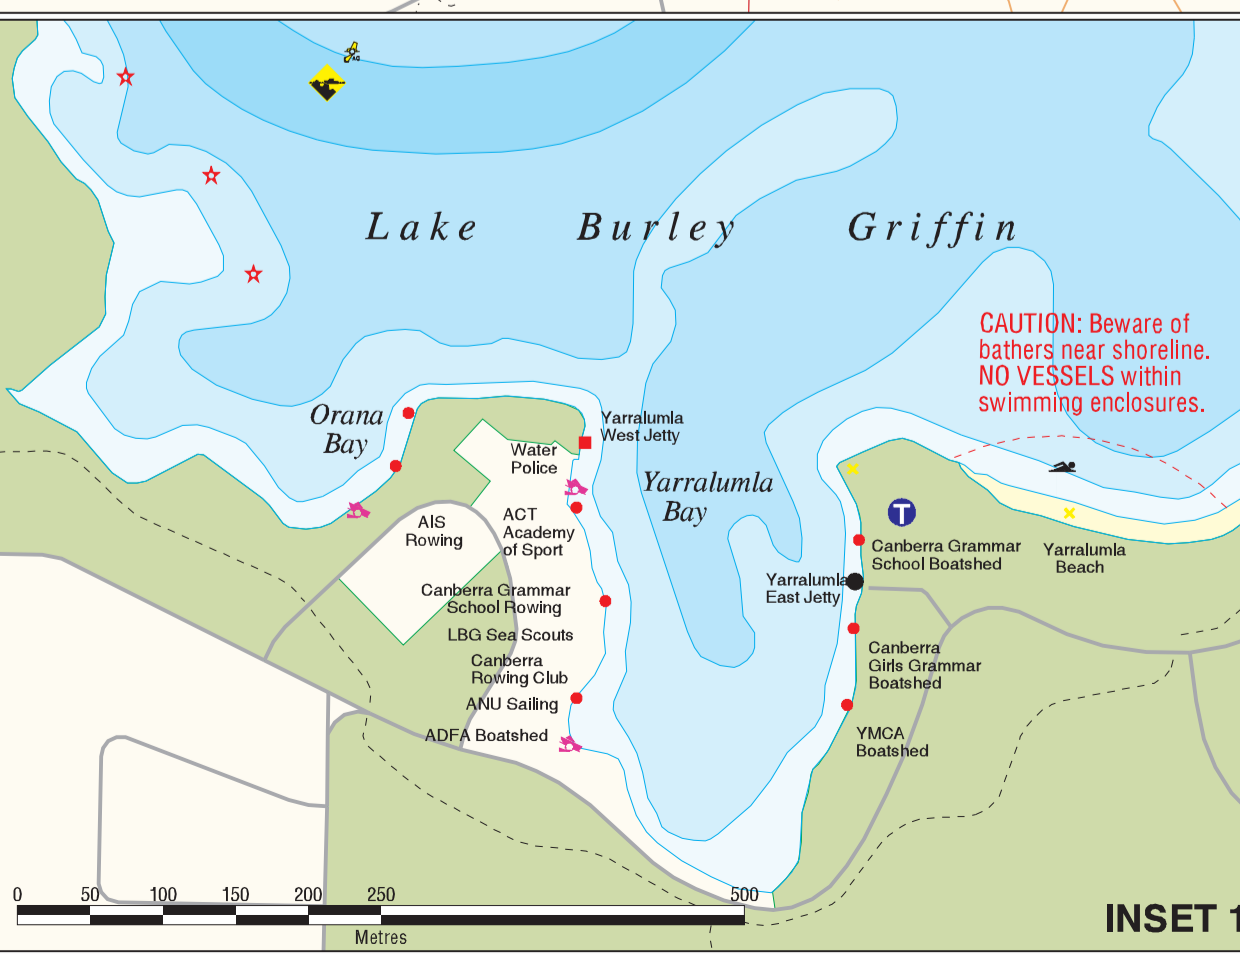 Lake Burley Griffin
CAUTION: Beware of
bathers near shoreline.
NO VESSELS within
swimming enclosures.
Orana
Bay
Yarralumla
West Jetty
Water
Police
Yarralumla
Bay
T
AIS
Rowing
ACT
Academy
of Sport
Canberra Grammar
School Boatshed
Yarralumla
Beach
Yarralumla
East Jetty
Canberra Grammar
School Rowing
LBG Sea Scouts
Canberra
Rowing Club
ANU Sailing
ADFA Boatshed
Canberra
Girls Grammar
Boatshed
YMCA
Boatshed
0 50 100 150 200 250 500
Metres
INSET 1